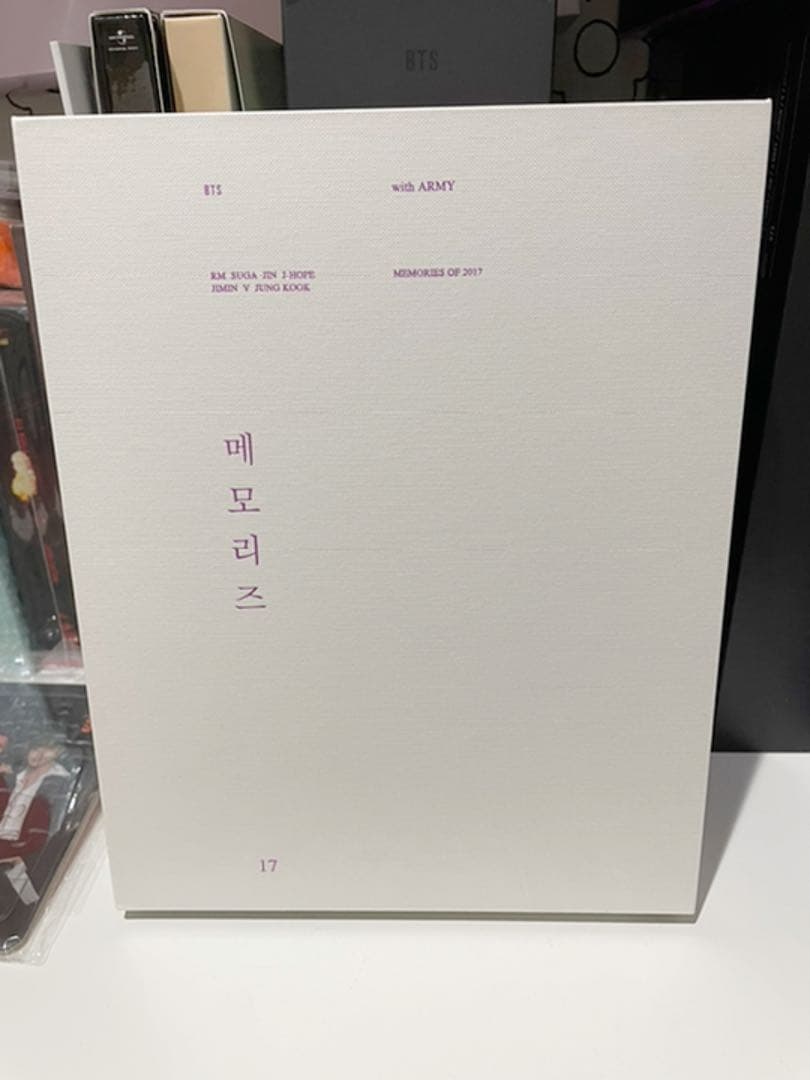 BTS
BTS
with ARMY
RM SUGA JIN J-HOPE
JIMIN V JUNG KOOK
MEMORIES OF 2017
메모리즈
17